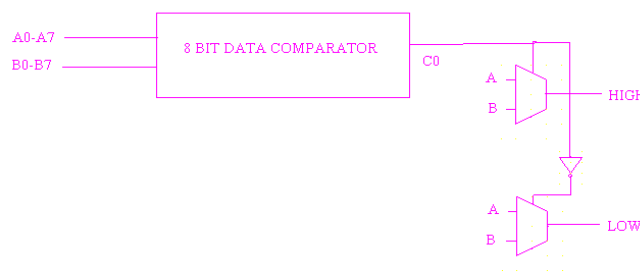 A0-A7
8 BIT DATA COMPARATOR
B0-B7
C0
A
B
HIGH
A
B
LOW